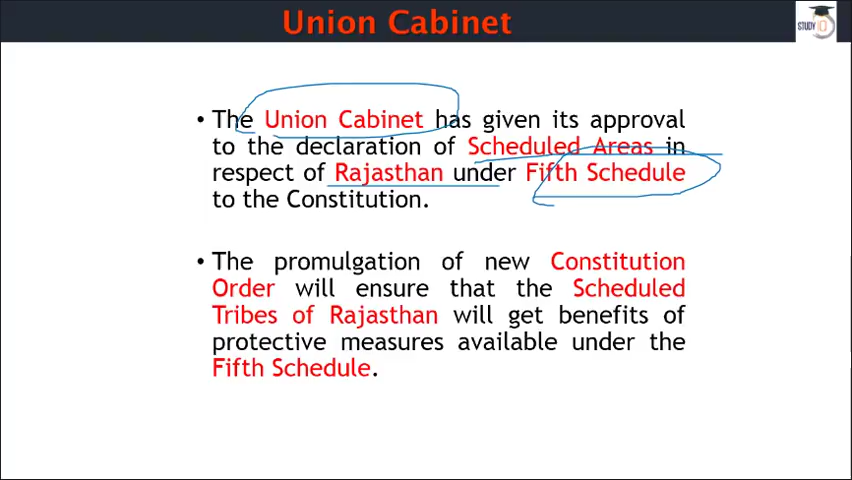 Union Cabinet
STUDY IQ
• The Union Cabinet has given its approval
to the declaration of Scheduled Areas in
respect of Rajasthan under Fifth Schedule
to the Constitution.
• The promulgation of new Constitution
Order will ensure that the Scheduled
Tribes of Rajasthan will get benefits of
protective measures available under the
Fifth Schedule.